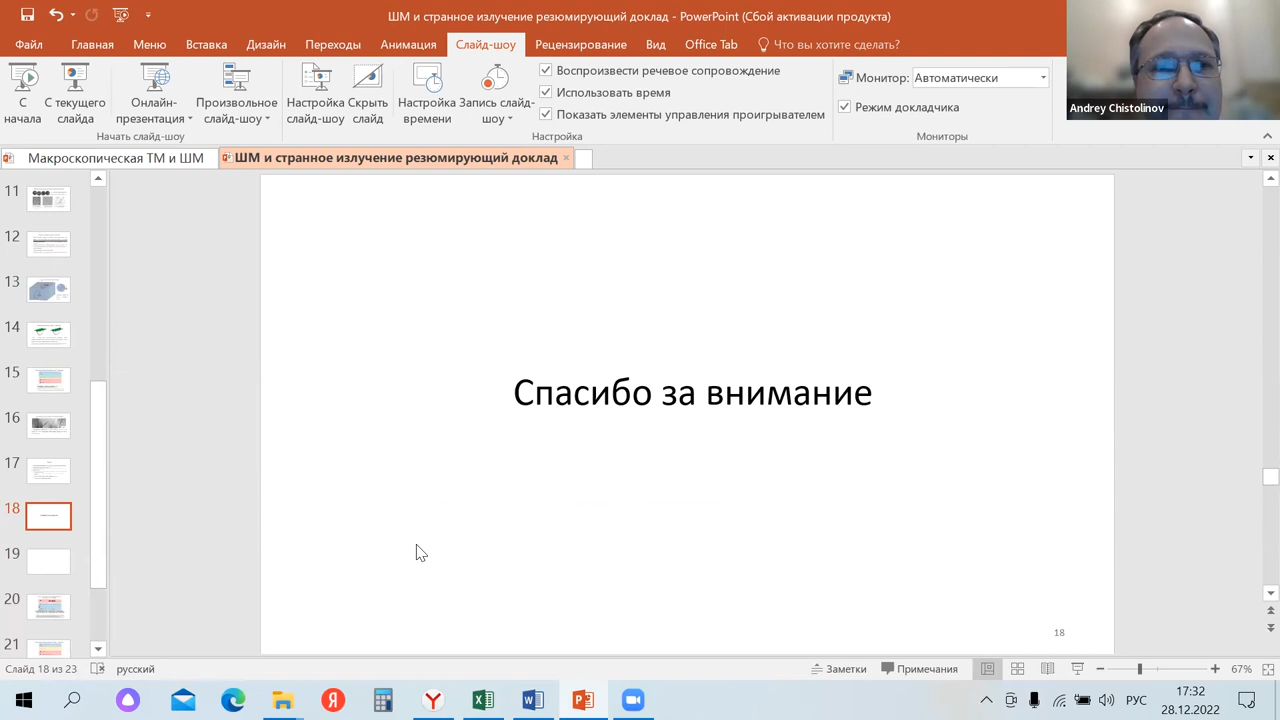 ШМ и странное излучение резюмирующий доклад - PowerPoint (Сбой активации продукта)
Файл Главная Меню Вставка Дизайн Переходы Анимация Слайд-шоу Рецензирование Вид Office Tab Что вы хотите сделать?
С начала
С текущего слайда
Онлайн-презентация
Произвольное слайд-шоу
Начать слайд-шоу
Настройка слайд-шоу
Скрыть слайд
Настройка времени
Запись слайд-шоу
Воспроизвести речевое сопровождение
Использовать время
Показать элементы управления проигрывателем
Настройка
Монитор: Автоматически
Режим докладчика
Мониторы
Andrey Chistolinov
Макроскопическая ТМ и ШМ
ШМ и странное излучение резюмирующий доклад
11
12
13
14
15
16
17
18
19
20
21
Спасибо за внимание
18
Слайд 18 из 23 русский Заметки Примечания 67%
РУС 17:32
28.12.2022